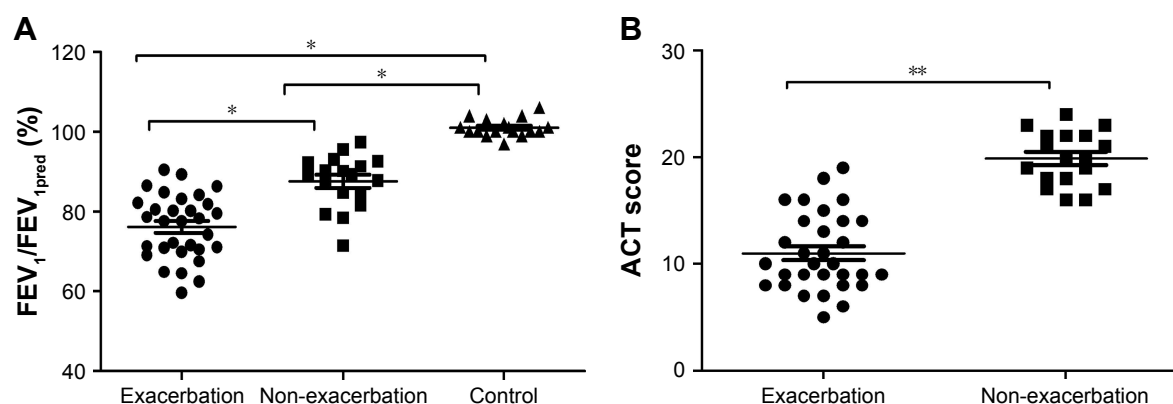 A
FEV1/FEV1pred (%)
120
100
80
60
40
*
*
*
Exacerbation
Non-exacerbation
Control
B
ACT score
30
20
10
0
**
Exacerbation
Non-exacerbation